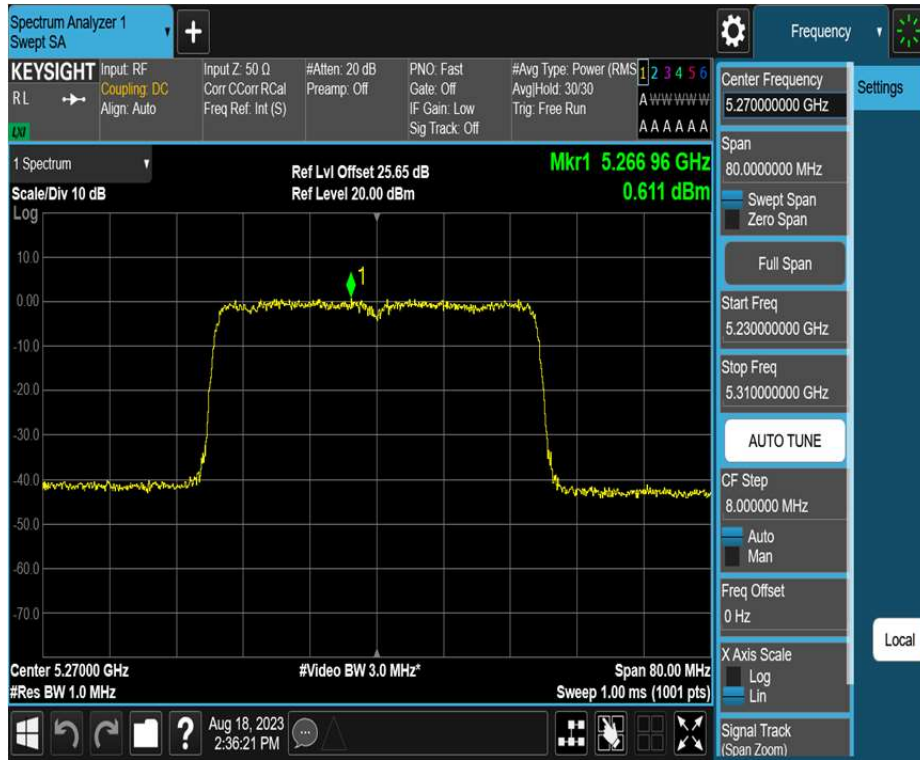 Spectrum Analyzer 1
Swept SA
+
Frequency
KEYSIGHT
R L
LXI
Input: RF
Coupling: DC
Align: Auto
Input Z: 50 Ω
Corr CCorr RCal
Freq Ref: Int (S)
#Atten: 20 dB
Preamp: Off
PNO: Fast
Gate: Off
IF Gain: Low
Sig Track: Off
#Avg Type: Power (RMS
Avg|Hold: 30/30
Trig: Free Run
1 2 3 4 5 6
A W W W W W
A A A A A A
1 Spectrum
Scale/Div 10 dB
Log
Ref Lvl Offset 25.65 dB
Ref Level 20.00 dBm
Mkr1 5.266 96 GHz
0.611 dBm
1
10.0
0.00
-10.0
-20.0
-30.0
-40.0
-50.0
-60.0
-70.0
Center 5.27000 GHz
#Res BW 1.0 MHz
#Video BW 3.0 MHz*
Span 80.00 MHz
Sweep 1.00 ms (1001 pts)
?
Aug 18, 2023
2:36:21 PM
Center Frequency
5.27000000 GHz
Settings
Span
80.0000000 MHz
Swept Span
Zero Span
Full Span
Start Freq
5.230000000 GHz
Stop Freq
5.310000000 GHz
AUTO TUNE
CF Step
8.000000 MHz
Auto
Man
Freq Offset
0 Hz
X Axis Scale
Log
Lin
Signal Track
(Span Zoom)
Local